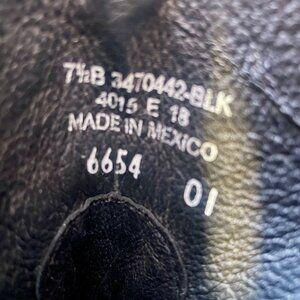 7½B 3470442-BLK
4015 E 18
MADE IN MEXICO
6654
01